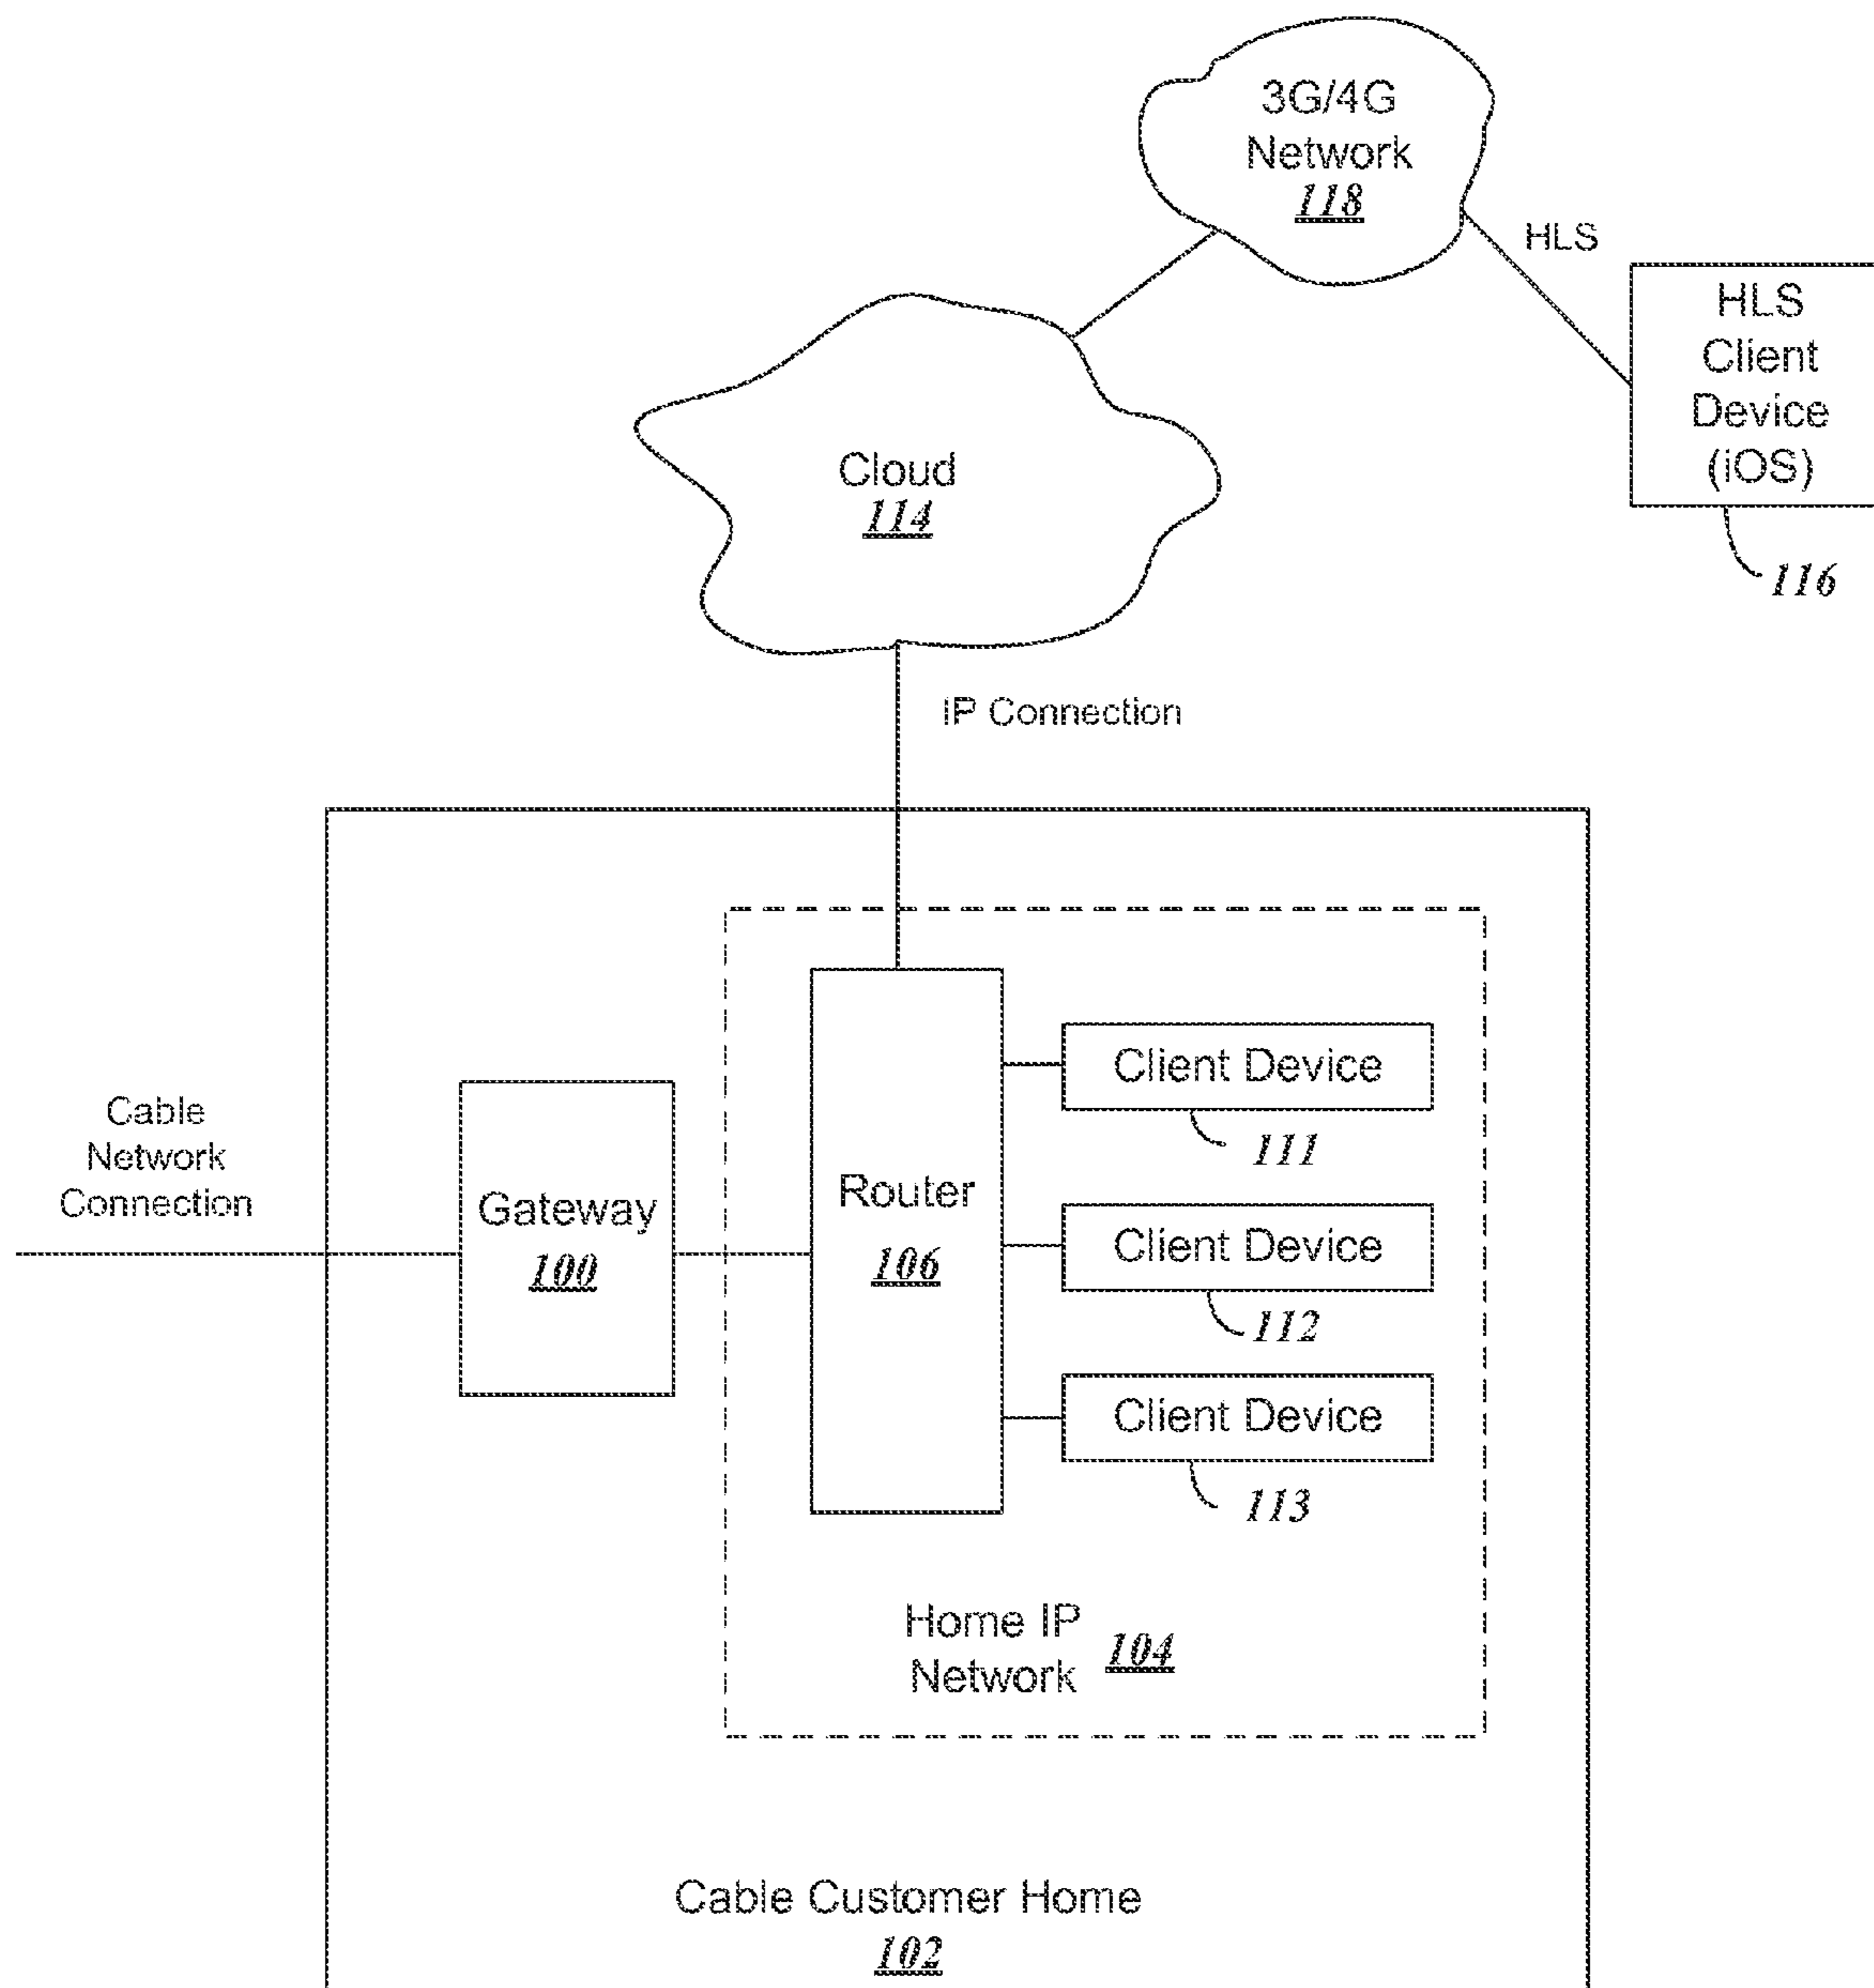 3G/4G
Network
118
HLS
HLS
Client
Device
(iOS)
116
Cloud
114
IP Connection
Cable
Network
Connection
Gateway
100
Router
106
Client Device
111
Client Device
112
Client Device
113
Home IP
Network
104
Cable Customer Home
102